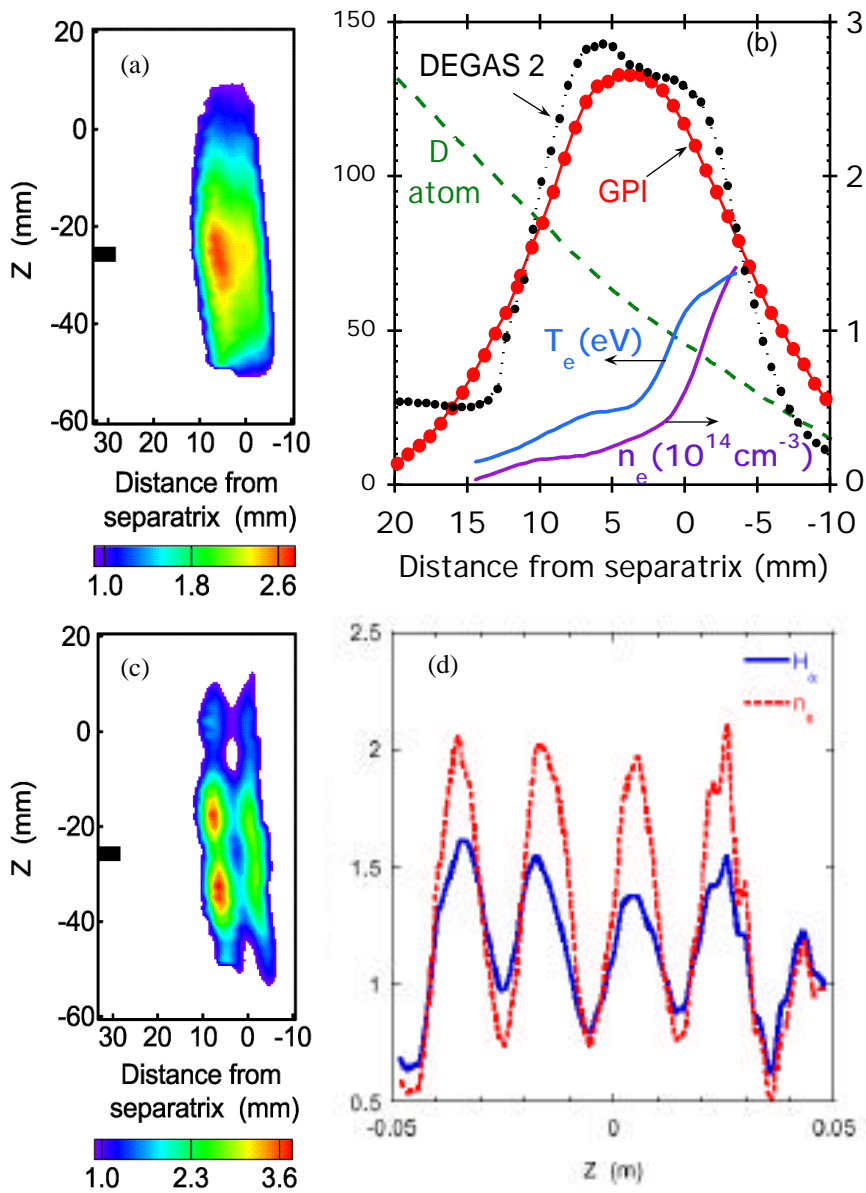 20
(a)
0
-20
-40
-60
Z (mm)
30 20 10 0 -10
Distance from
separatrix (mm)
1.0 1.8 2.6
150
100
50
0
3
2
1
0
(b)
DEGAS 2
D
atom
GPI
T_e (eV)
n_e (10^14 cm^-3)
20 15 10 5 0 -5 -10
Distance from separatrix (mm)
20
(c)
0
-20
-40
-60
Z (mm)
30 20 10 0 -10
Distance from
separatrix (mm)
1.0 2.3 3.6
2.5
2
1.5
1
0.5
(d)
H_α
n_e
-0.05 0 0.05
Z (m)